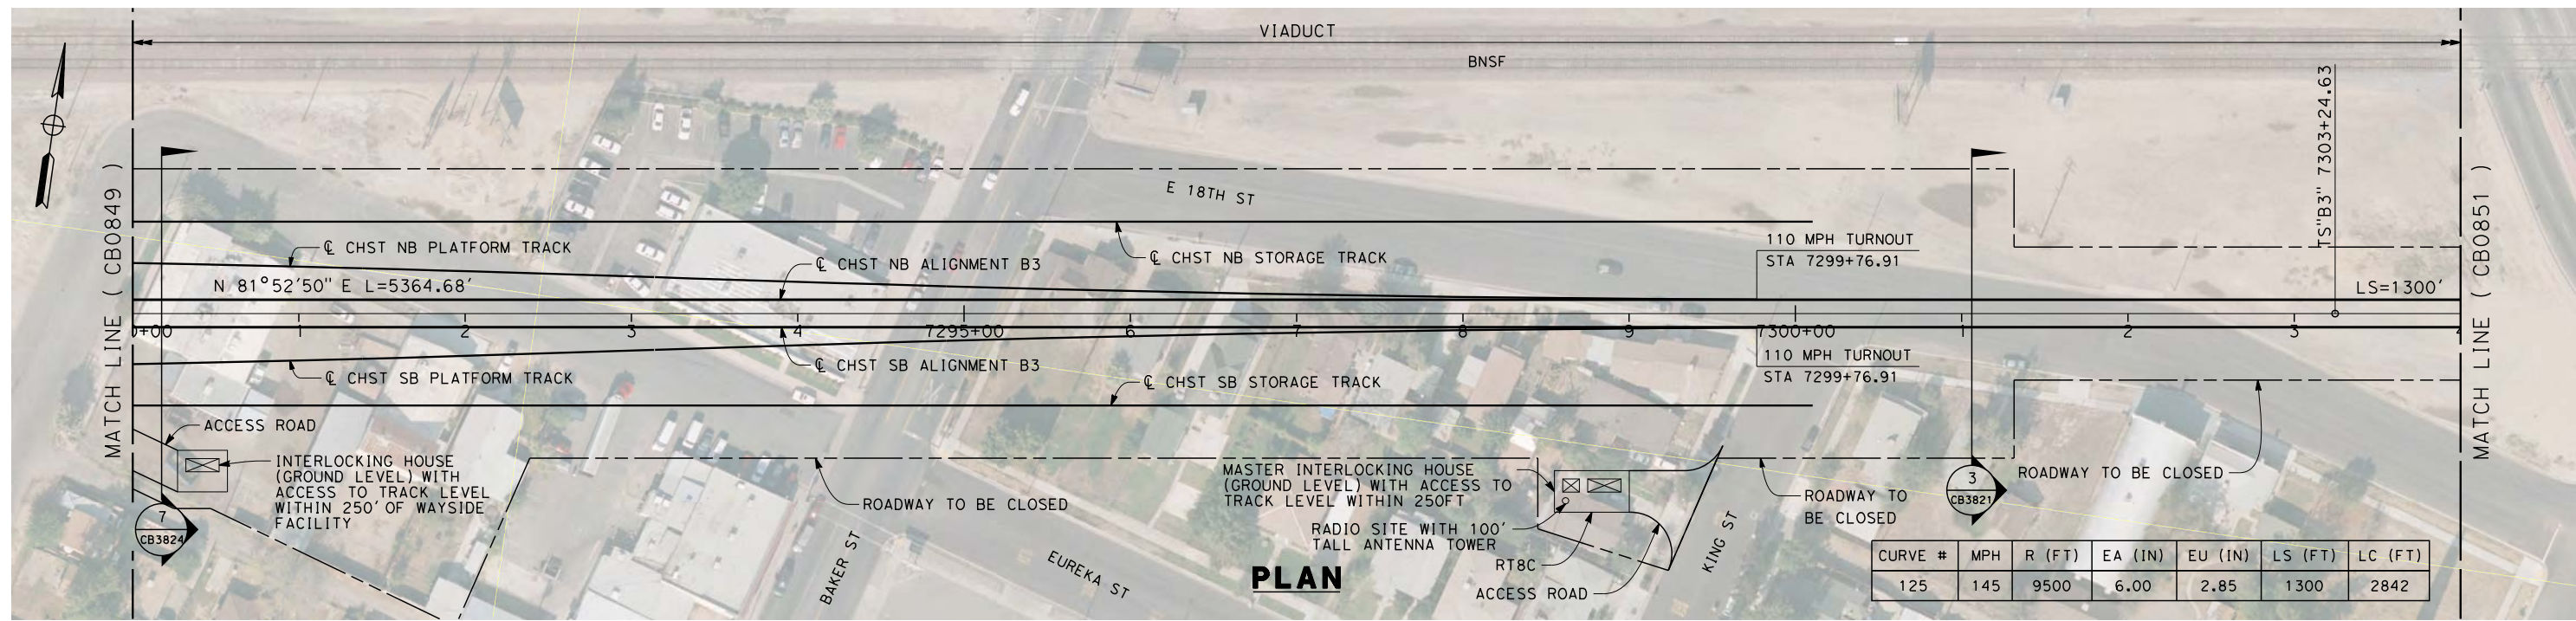 VIADUCT
BNSF
TS"B3" 7303+24.63
MATCH LINE ( CB0849 )
MATCH LINE ( CB0851 )
E 18TH ST
℄ CHST NB PLATFORM TRACK
℄ CHST NB ALIGNMENT B3
℄ CHST NB STORAGE TRACK
110 MPH TURNOUT
STA 7299+76.91
N 81°52'50" E L=5364.68'
LS=1300'
0+00 1 2 3 4 7295+00 6 7 8 9 7300+00 1 2 3 4
℄ CHST SB PLATFORM TRACK
℄ CHST SB ALIGNMENT B3
℄ CHST SB STORAGE TRACK
110 MPH TURNOUT
STA 7299+76.91
ACCESS ROAD
INTERLOCKING HOUSE
(GROUND LEVEL) WITH
ACCESS TO TRACK LEVEL
WITHIN 250' OF WAYSIDE
FACILITY
7
CB3824
ROADWAY TO BE CLOSED
BAKER ST
EUREKA ST
MASTER INTERLOCKING HOUSE
(GROUND LEVEL) WITH ACCESS TO
TRACK LEVEL WITHIN 250FT
RADIO SITE WITH 100'
TALL ANTENNA TOWER
RT8C
ACCESS ROAD
KING ST
ROADWAY TO
BE CLOSED
3
CB3821
ROADWAY TO BE CLOSED
PLAN
CURVE # MPH R (FT) EA (IN) EU (IN) LS (FT) LC (FT)
125 145 9500 6.00 2.85 1300 2842